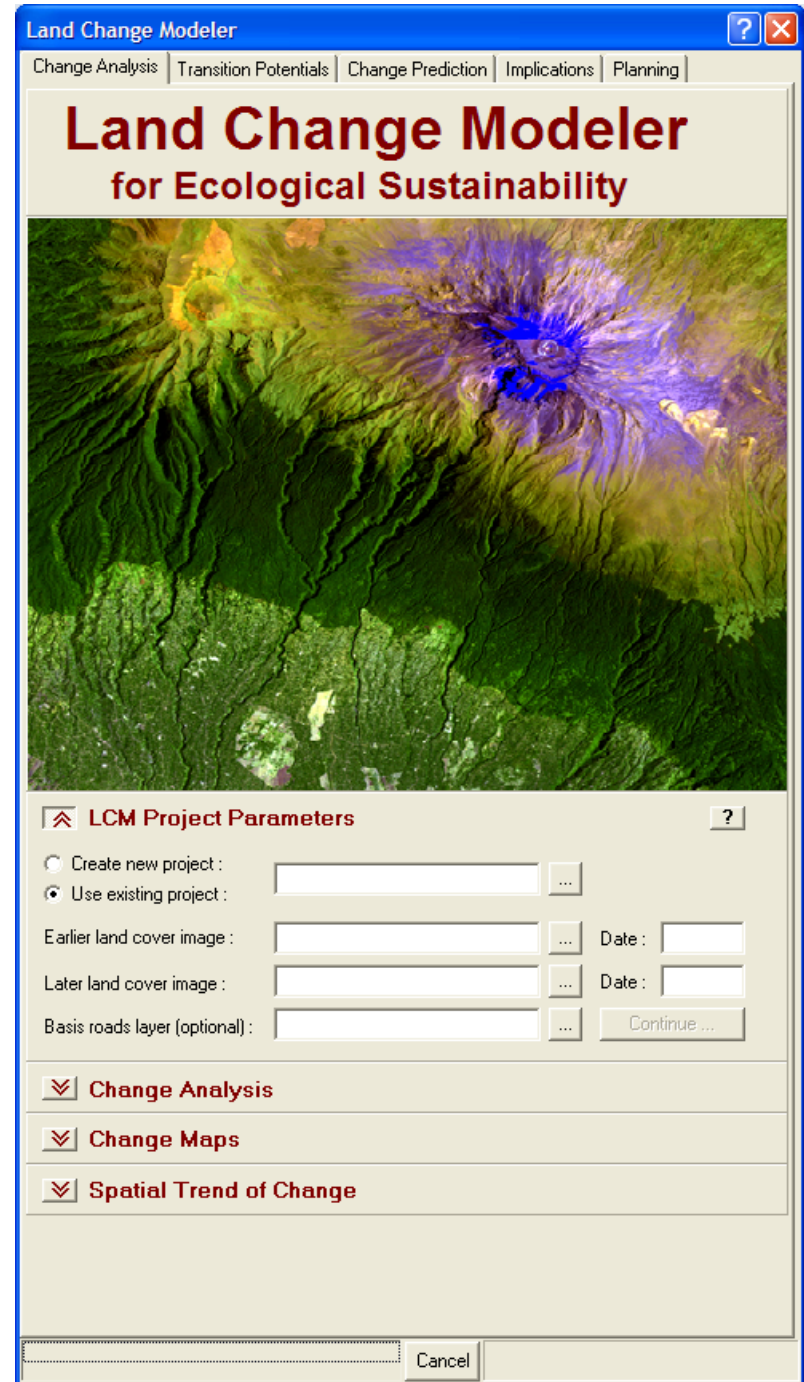 Land Change Modeler
?
Change Analysis Transition Potentials Change Prediction Implications Planning
Land Change Modeler
for Ecological Sustainability
LCM Project Parameters ?
Create new project :
...
Use existing project :
Earlier land cover image : ... Date :
Later land cover image : ... Date :
Basis roads layer (optional) : ... Continue ...
Change Analysis
Change Maps
Spatial Trend of Change
Cancel